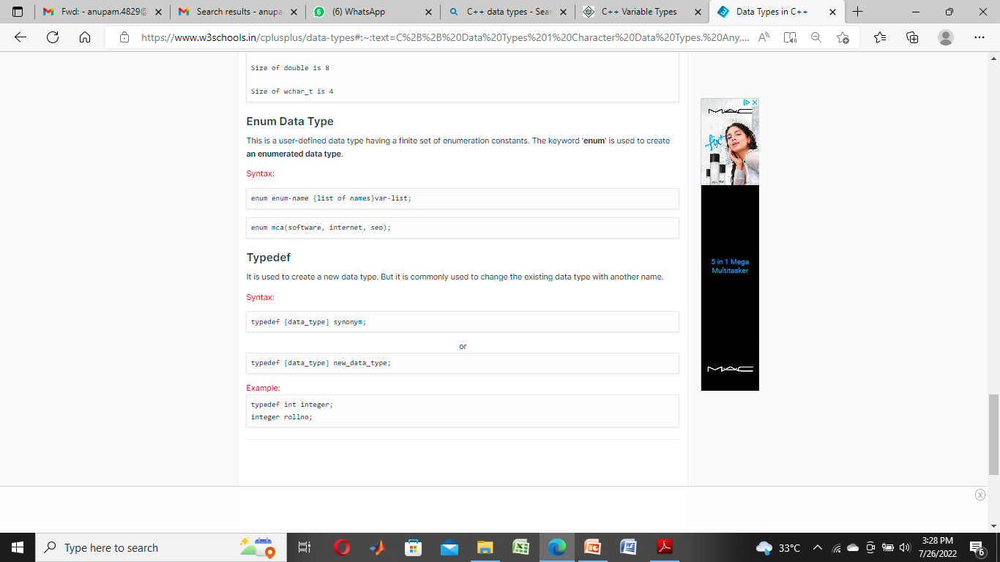 Fwd: - anupam.4829@
Search results - anupa
(6) WhatsApp
C++ data types - Sear
C++ Variable Types
Data Types in C++
https://www.w3schools.in/cplusplus/data-types#:~:text=C%2B%2B%20Data%20Types%201%20Character%20Data%20Types.%20Any,...
Size of double is 8
Size of wchar_t is 4
Enum Data Type
This is a user-defined data type having a finite set of enumeration constants. The keyword 'enum' is used to create
an enumerated data type.
Syntax:
enum enum-name {list of names}var-list;
enum mca(software, internet, seo);
Typedef
It is used to create a new data type. But it is commonly used to change the existing data type with another name.
Syntax:
typedef [data_type] synonym;
or
typedef [data_type] new_data_type;
Example:
typedef int integer;
integer rollno;
MAC
fix+
5 in 1 Mega
Multitasker
MAC
Type here to search
33°C
3:28 PM
7/26/2022
6